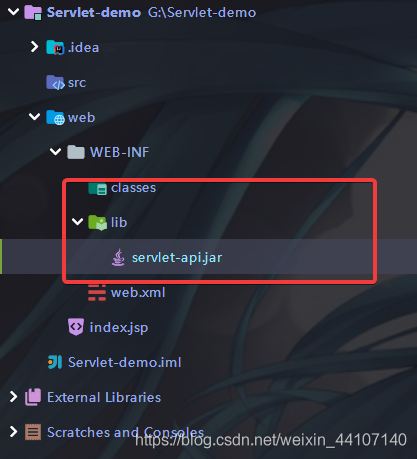 Servlet-demo G:\Servlet-demo
.idea
src
web
WEB-INF
classes
lib
servlet-api.jar
web.xml
index.jsp
Servlet-demo.iml
External Libraries
Scratches and Consoles
https://blog.csdn.net/weixin_44107140